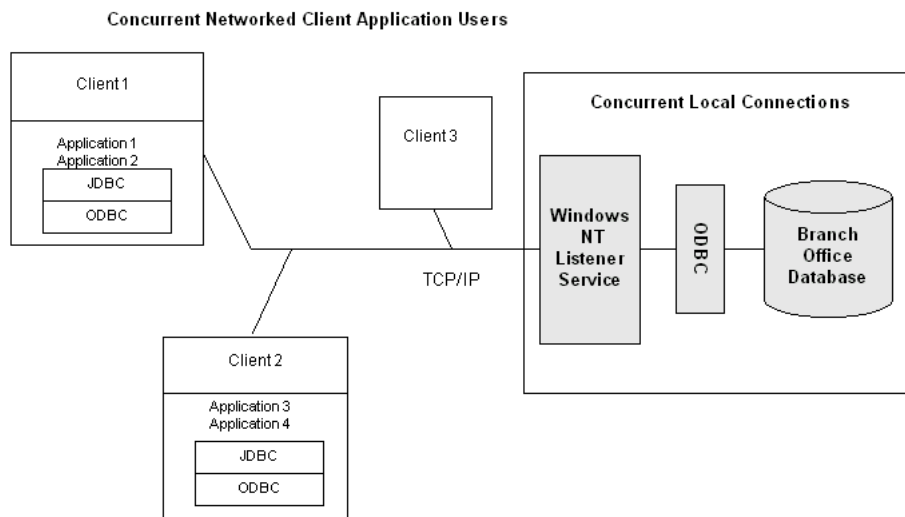 Concurrent Networked Client Application Users
Client 1
Application 1
Application 2
JDBC
ODBC
Client 3
Concurrent Local Connections
Windows
NT
Listener
Service
ODBC
Branch
Office
Database
TCP/IP
Client 2
Application 3
Application 4
JDBC
ODBC